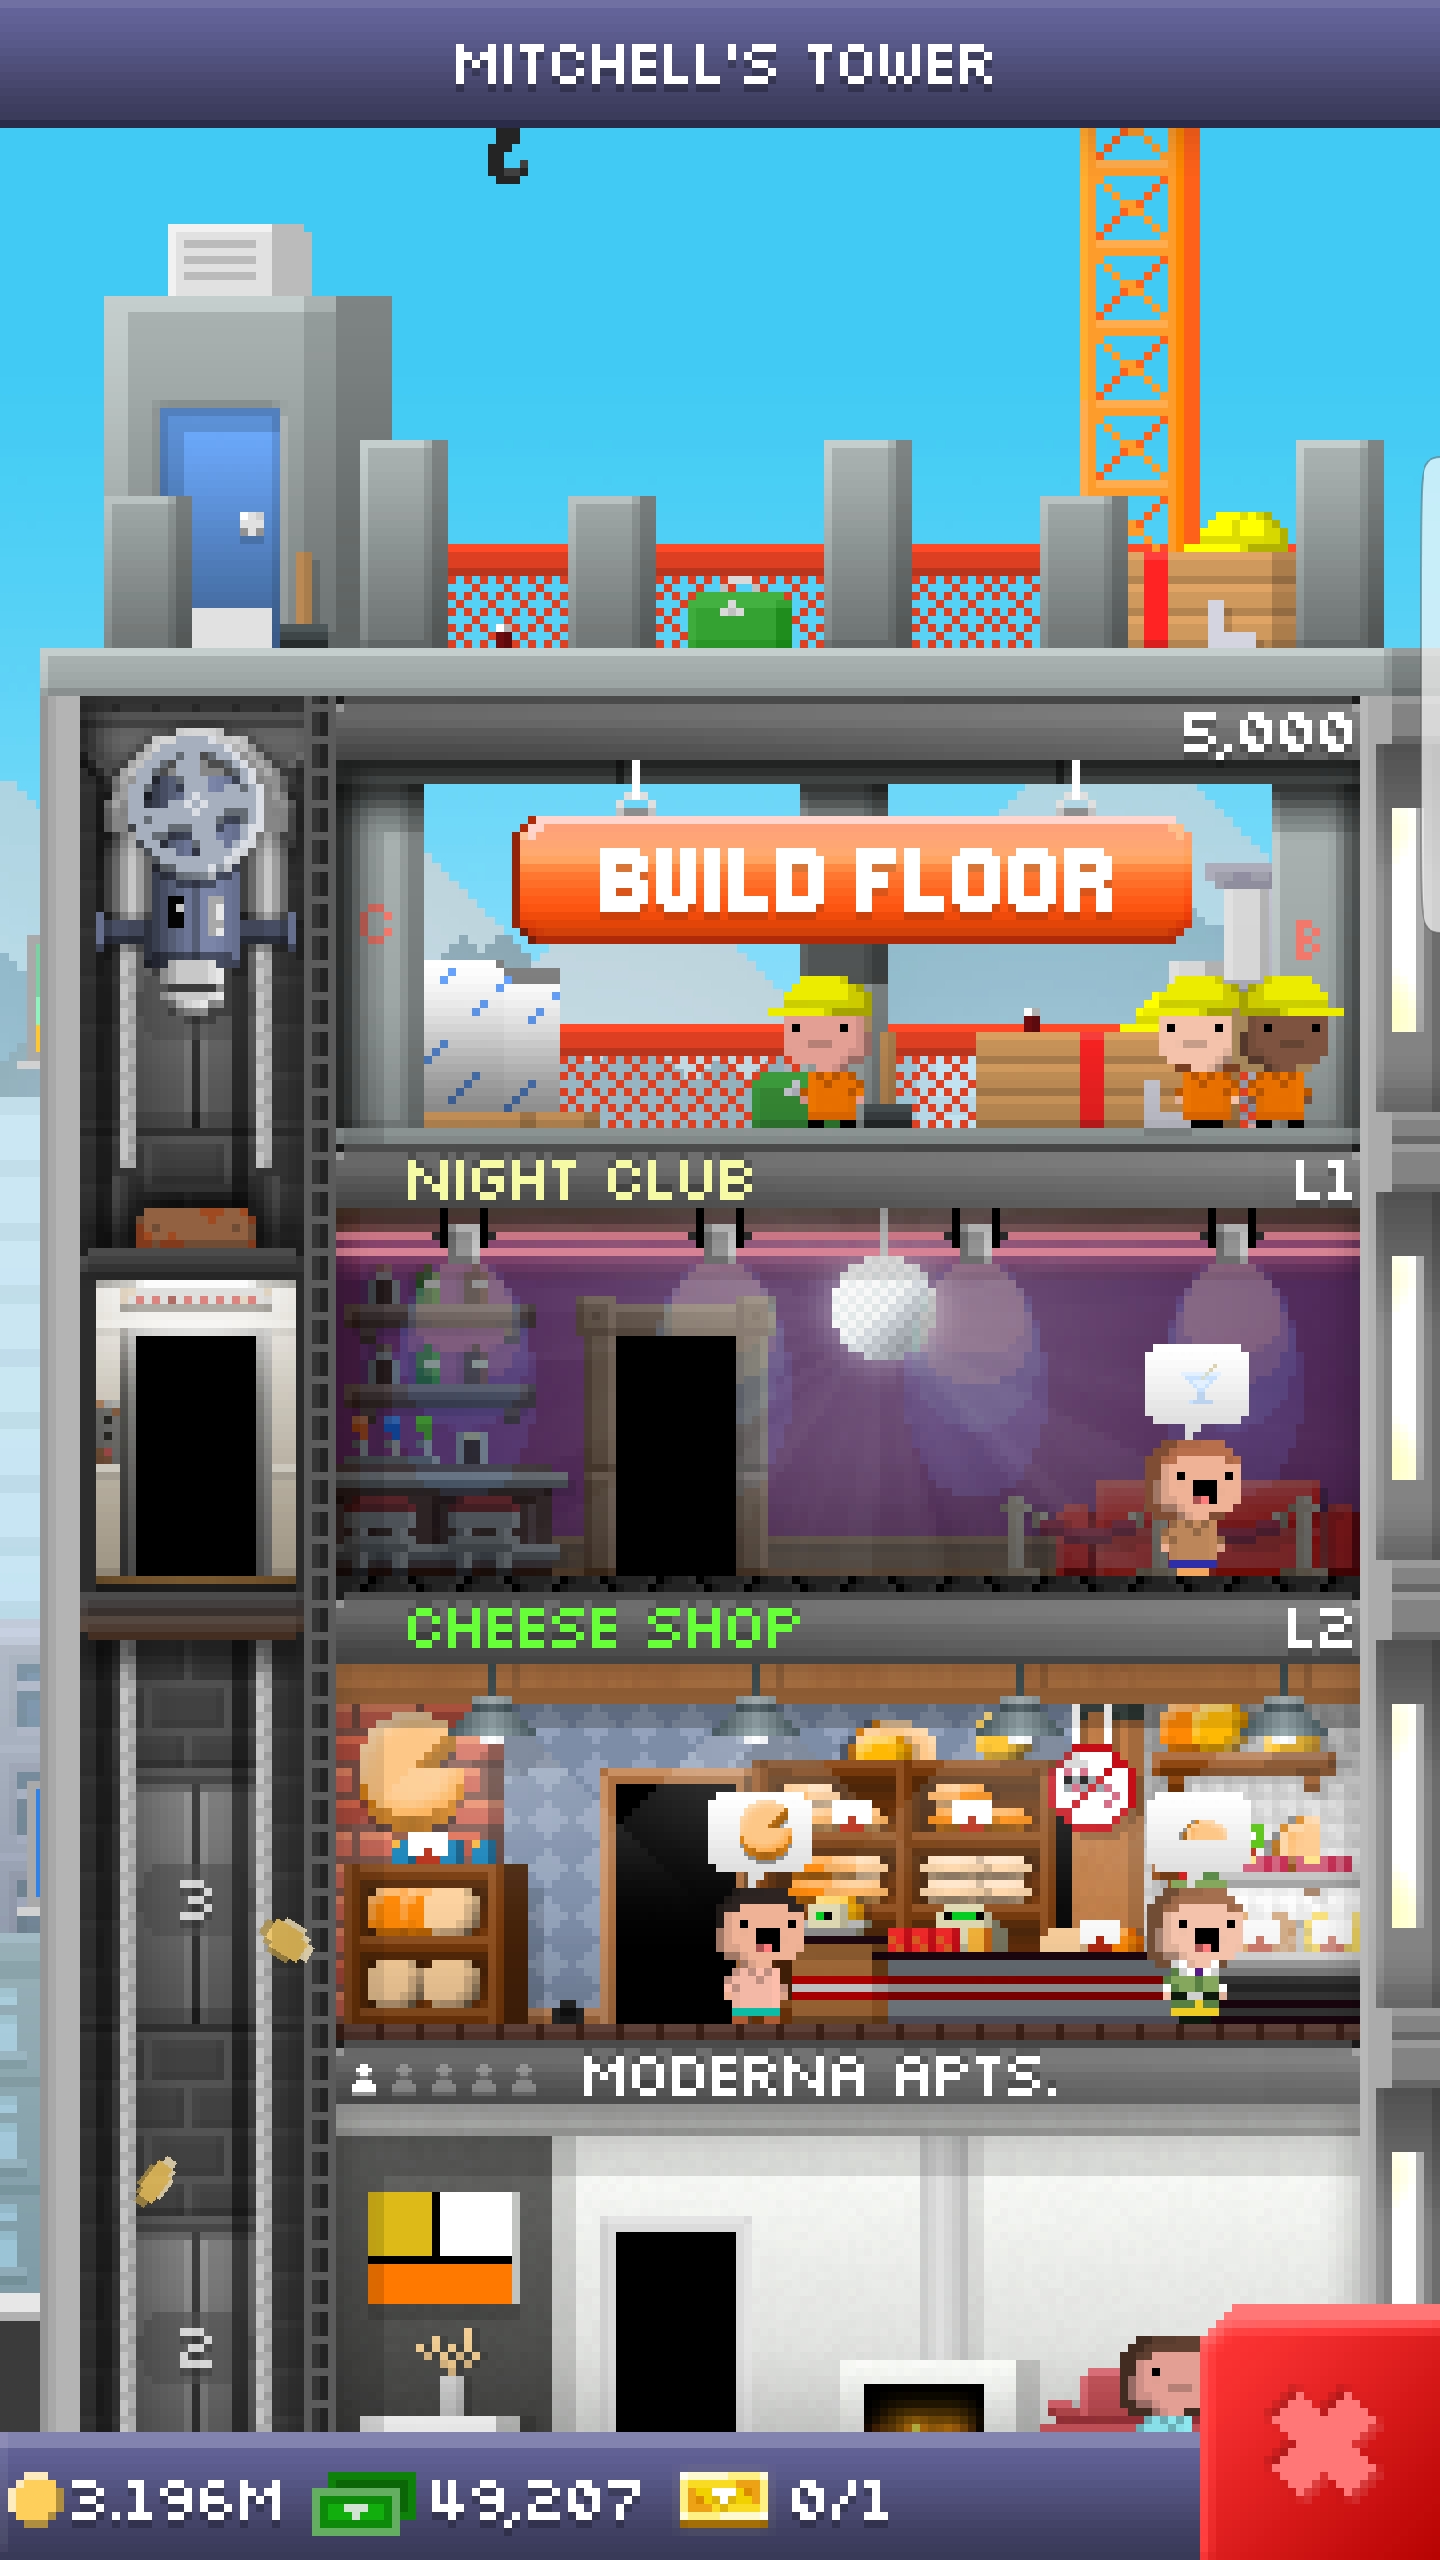 MITCHELL'S TOWER
5,000
BUILD FLOOR
C
B
NIGHT CLUB L1
CHEESE SHOP L2
3
MODERNA APTS.
2
3.196M 49,207 0/1